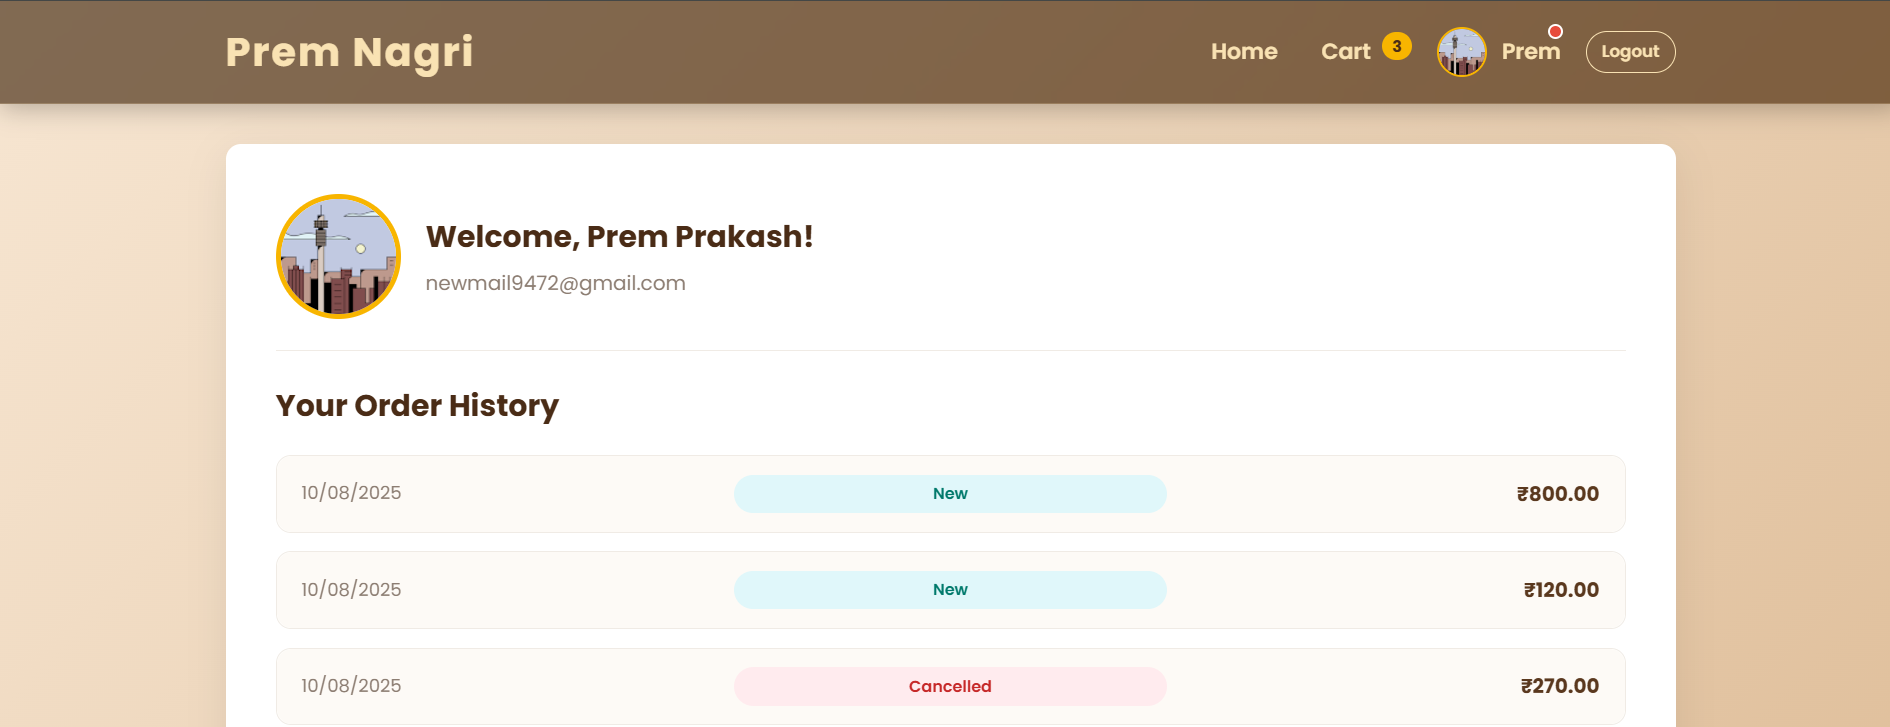 Prem Nagri
Home Cart 3 Prem Logout
Welcome, Prem Prakash!
newmail9472@gmail.com
Your Order History
10/08/2025 New ₹800.00
10/08/2025 New ₹120.00
10/08/2025 Cancelled ₹270.00